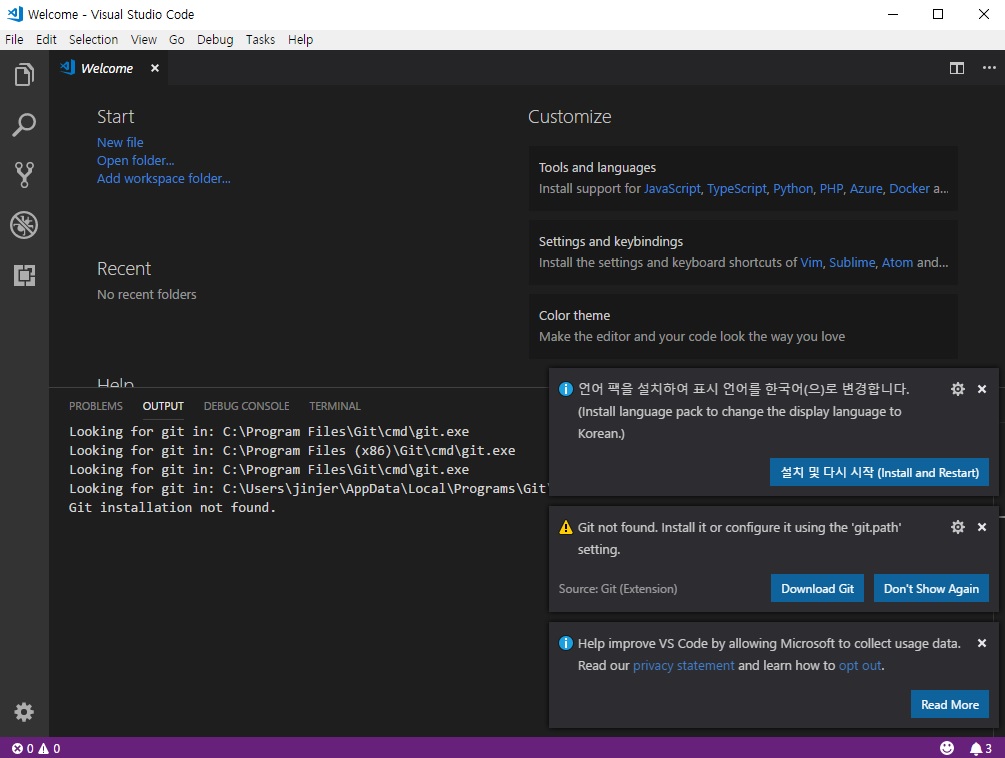 Welcome - Visual Studio Code
File Edit Selection View Go Debug Tasks Help
Welcome
Start
New file
Open folder...
Add workspace folder...
Recent
No recent folders
Help
Customize
Tools and languages
Install support for JavaScript, TypeScript, Python, PHP, Azure, Docker a...
Settings and keybindings
Install the settings and keyboard shortcuts of Vim, Sublime, Atom and...
Color theme
Make the editor and your code look the way you love
PROBLEMS OUTPUT DEBUG CONSOLE TERMINAL
Looking for git in: C:\Program Files\Git\cmd\git.exe
Looking for git in: C:\Program Files (x86)\Git\cmd\git.exe
Looking for git in: C:\Program Files\Git\cmd\git.exe
Looking for git in: C:\Users\jinjer\AppData\Local\Programs\Git\
Git installation not found.
언어 팩을 설치하여 표시 언어를 한국어(으)로 변경합니다.
(Install language pack to change the display language to
Korean.)
설치 및 다시 시작 (Install and Restart)
Git not found. Install it or configure it using the 'git.path'
setting.
Source: Git (Extension)
Download Git
Don't Show Again
Help improve VS Code by allowing Microsoft to collect usage data.
Read our privacy statement and learn how to opt out.
Read More
0 0
3